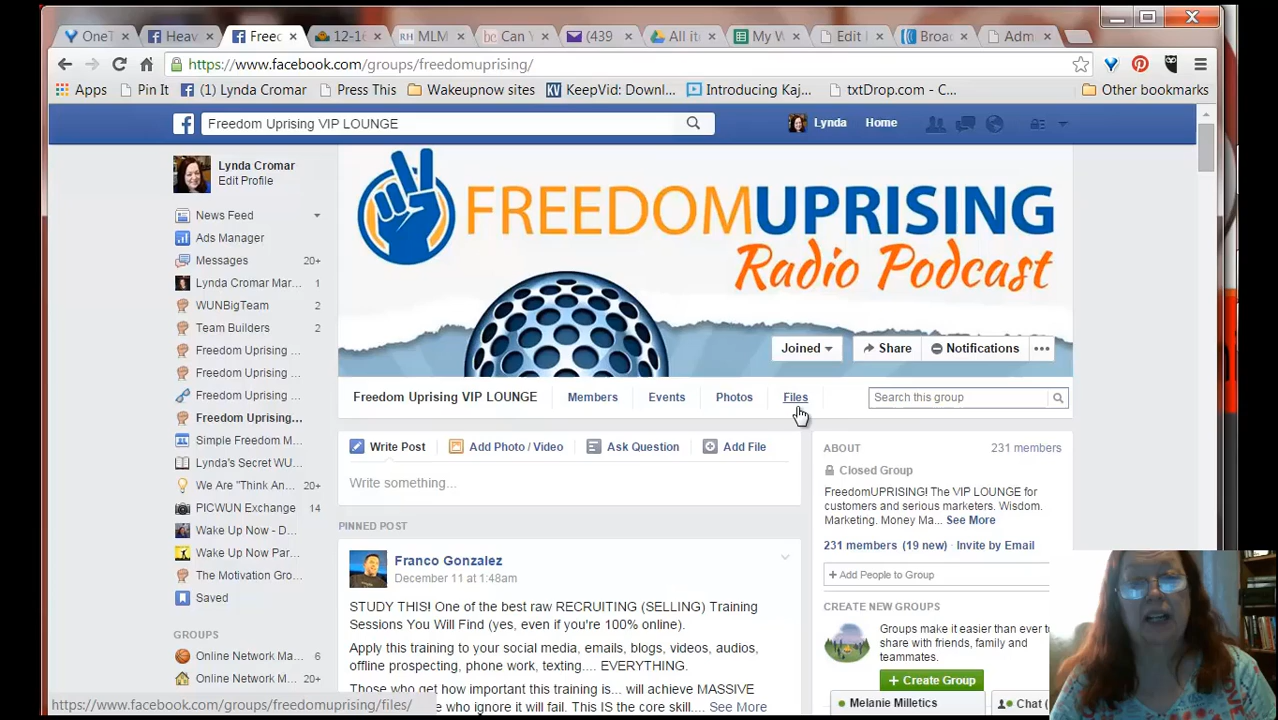 OneT
Heav
Freec
12-1
MLM
Can Y
(439
All it
My W
Edit
Broac
Adm
https://www.facebook.com/groups/freedomuprising/
Apps
Pin It
(1) Lynda Cromar
Press This
Wakeupnow sites
KeepVid: Downl...
Introducing Kaj...
txtDrop.com - C...
Other bookmarks
Freedom Uprising VIP LOUNGE
Lynda
Home
Lynda Cromar
Edit Profile
News Feed
Ads Manager
Messages 20+
Lynda Cromar Mar... 1
WUNBigTeam 2
Team Builders 2
Freedom Uprising ...
Freedom Uprising ...
Freedom Uprising ...
Freedom Uprising...
Simple Freedom M...
Lynda's Secret WU...
We Are "Think An... 20+
PICWUN Exchange 14
Wake Up Now - D...
Wake Up Now Par...
The Motivation Gro...
Saved
GROUPS
Online Network Ma... 6
Online Network ... 20+
FREEDOMUPRISING
Radio Podcast
Joined
Share
Notifications
Freedom Uprising VIP LOUNGE
Members
Events
Photos
Files
Search this group
Write Post
Add Photo / Video
Ask Question
Add File
Write something...
PINNED POST
Franco Gonzalez
December 11 at 1:48am
STUDY THIS! One of the best raw RECRUITING (SELLING) Training
Sessions You Will Find (yes, even if you're 100% online).
Apply this training to your social media, emails, blogs, videos, audios,
offline prospecting, phone work, texting.... EVERYTHING.
Those who get how important this training is... will achieve MASSIVE
who ignore it will fail. This IS the core skill.... See More
ABOUT 231 members
Closed Group
FreedomUPRISING! The VIP LOUNGE for
customers and serious marketers. Wisdom.
Marketing. Money Ma... See More
231 members (19 new) · Invite by Email
+ Add People to Group
CREATE NEW GROUPS
Groups make it easier than ever to
share with friends, family and
teammates.
+ Create Group
Melanie Milletics
Chat (
https://www.facebook.com/groups/freedomuprising/files/